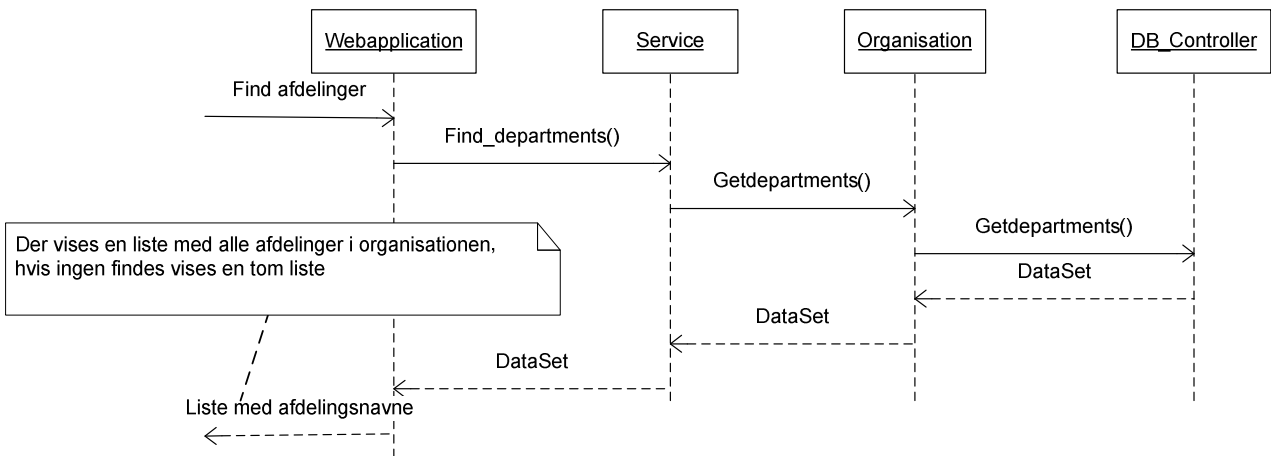 Webapplication
Service
Organisation
DB_Controller
Find afdelinger
Find_departments()
Getdepartments()
Getdepartments()
Der vises en liste med alle afdelinger i organisationen,
hvis ingen findes vises en tom liste
DataSet
DataSet
DataSet
Liste med afdelingsnavne